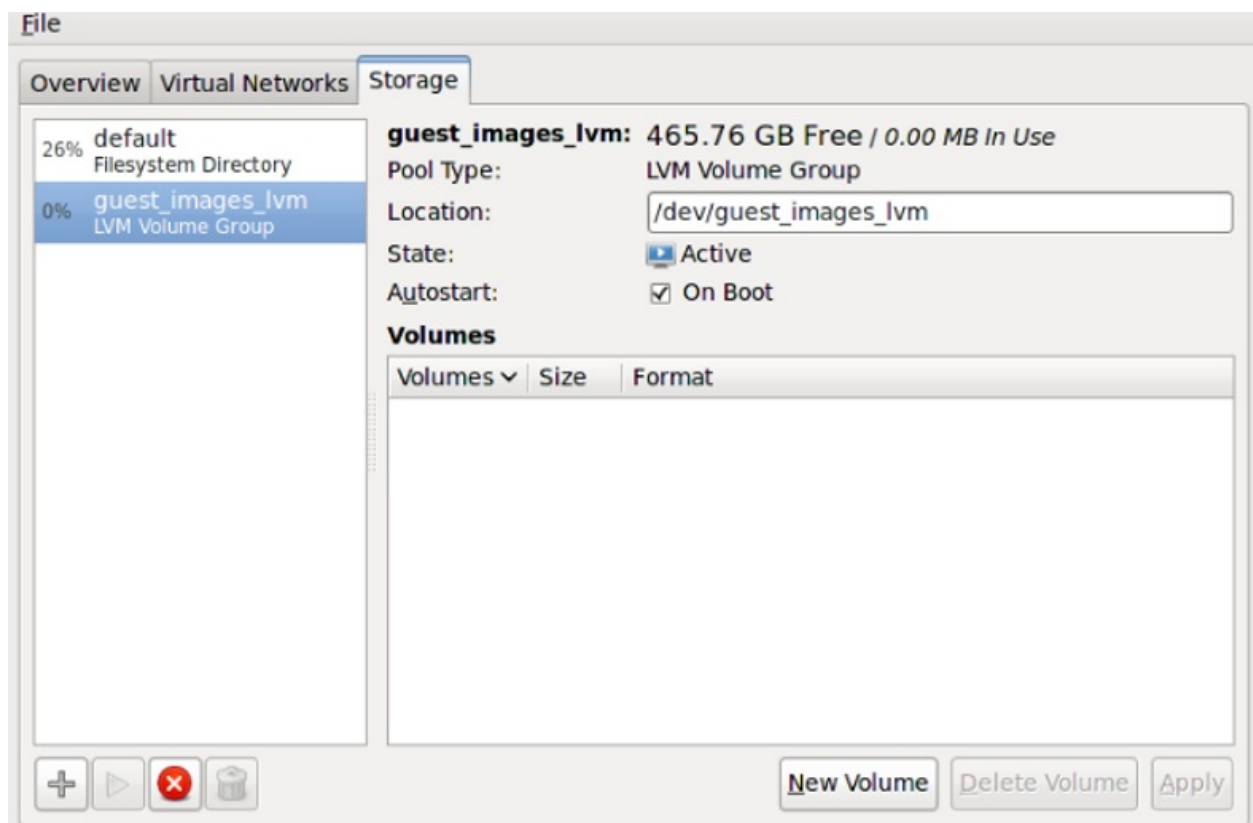 File
Overview Virtual Networks Storage
26% default
Filesystem Directory
0% guest_images_lvm
LVM Volume Group
guest_images_lvm: 465.76 GB Free / 0.00 MB In Use
Pool Type: LVM Volume Group
Location: /dev/guest_images_lvm
State: Active
Autostart: On Boot
Volumes
Volumes Size Format
New Volume Delete Volume Apply